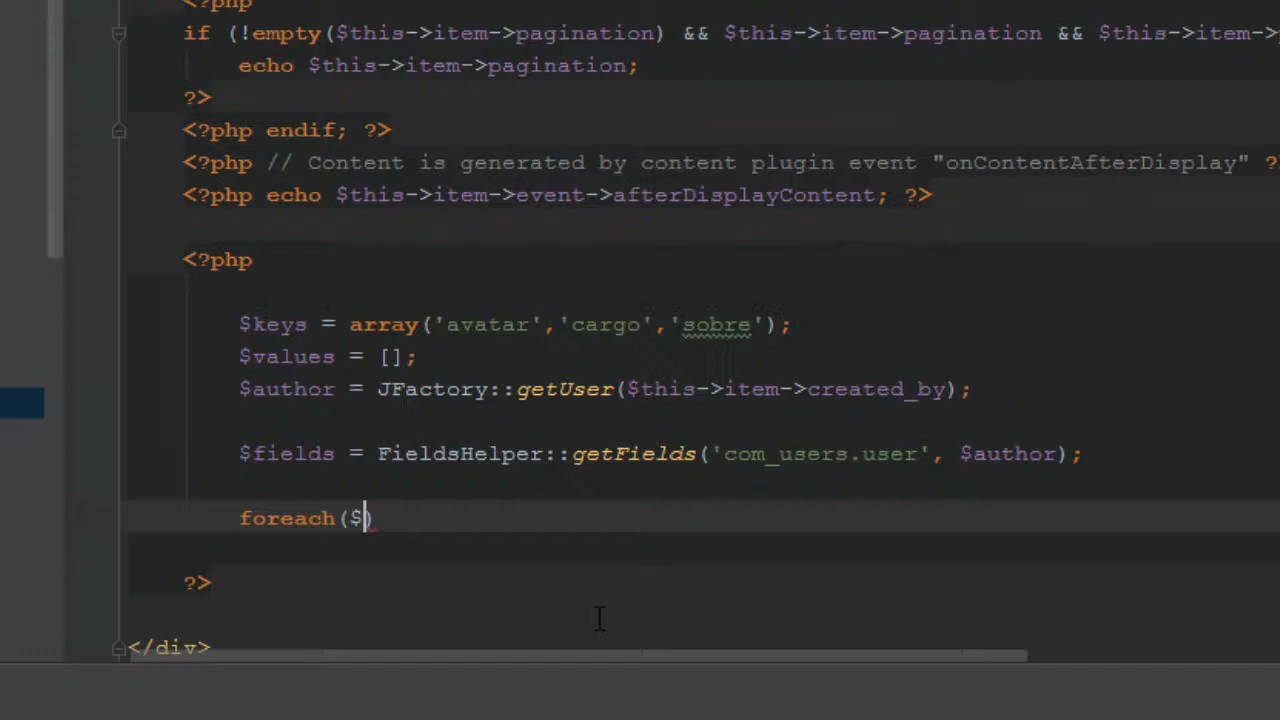 <?php
if (!empty($this->item->pagination) && $this->item->pagination && $this->item->
echo $this->item->pagination;
?>
<?php endif; ?>
<?php // Content is generated by content plugin event "onContentAfterDisplay" ?
<?php echo $this->item->event->afterDisplayContent; ?>
<?php
$keys = array('avatar','cargo','sobre');
$values = [];
$author = JFactory::getUser($this->item->created_by);
$fields = FieldsHelper::getFields('com_users.user', $author);
foreach($)
?>
</div>